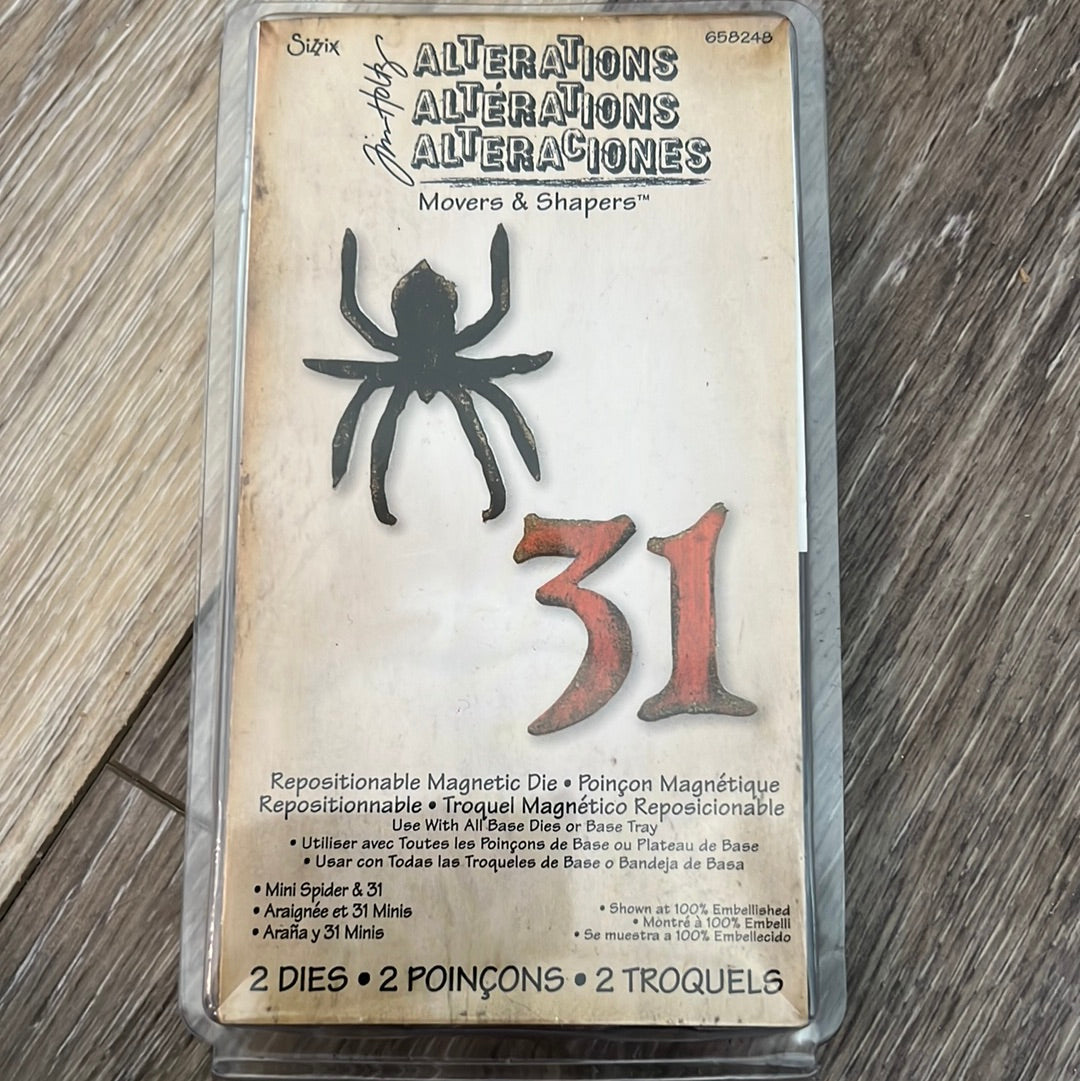 Sizzix
658248
Tim Holtz
ALTERATIONS
ALTÉRATIONS
ALTERACIONES
Movers & Shapers™
31
Repositionable Magnetic Die • Poinçon Magnétique
Repositionnable • Troquel Magnético Reposicionable
Use With All Base Dies or Base Tray
• Utiliser avec Toutes les Poinçons de Base ou Plateau de Base
• Usar con Todas las Troqueles de Base o Bandeja de Basa
• Mini Spider & 31
• Araignée et 31 Minis
• Araña y 31 Minis
• Shown at 100% Embellished
• Montré à 100% Embelli
• Se muestra a 100% Embellecido
2 DIES • 2 POINÇONS • 2 TROQUELS